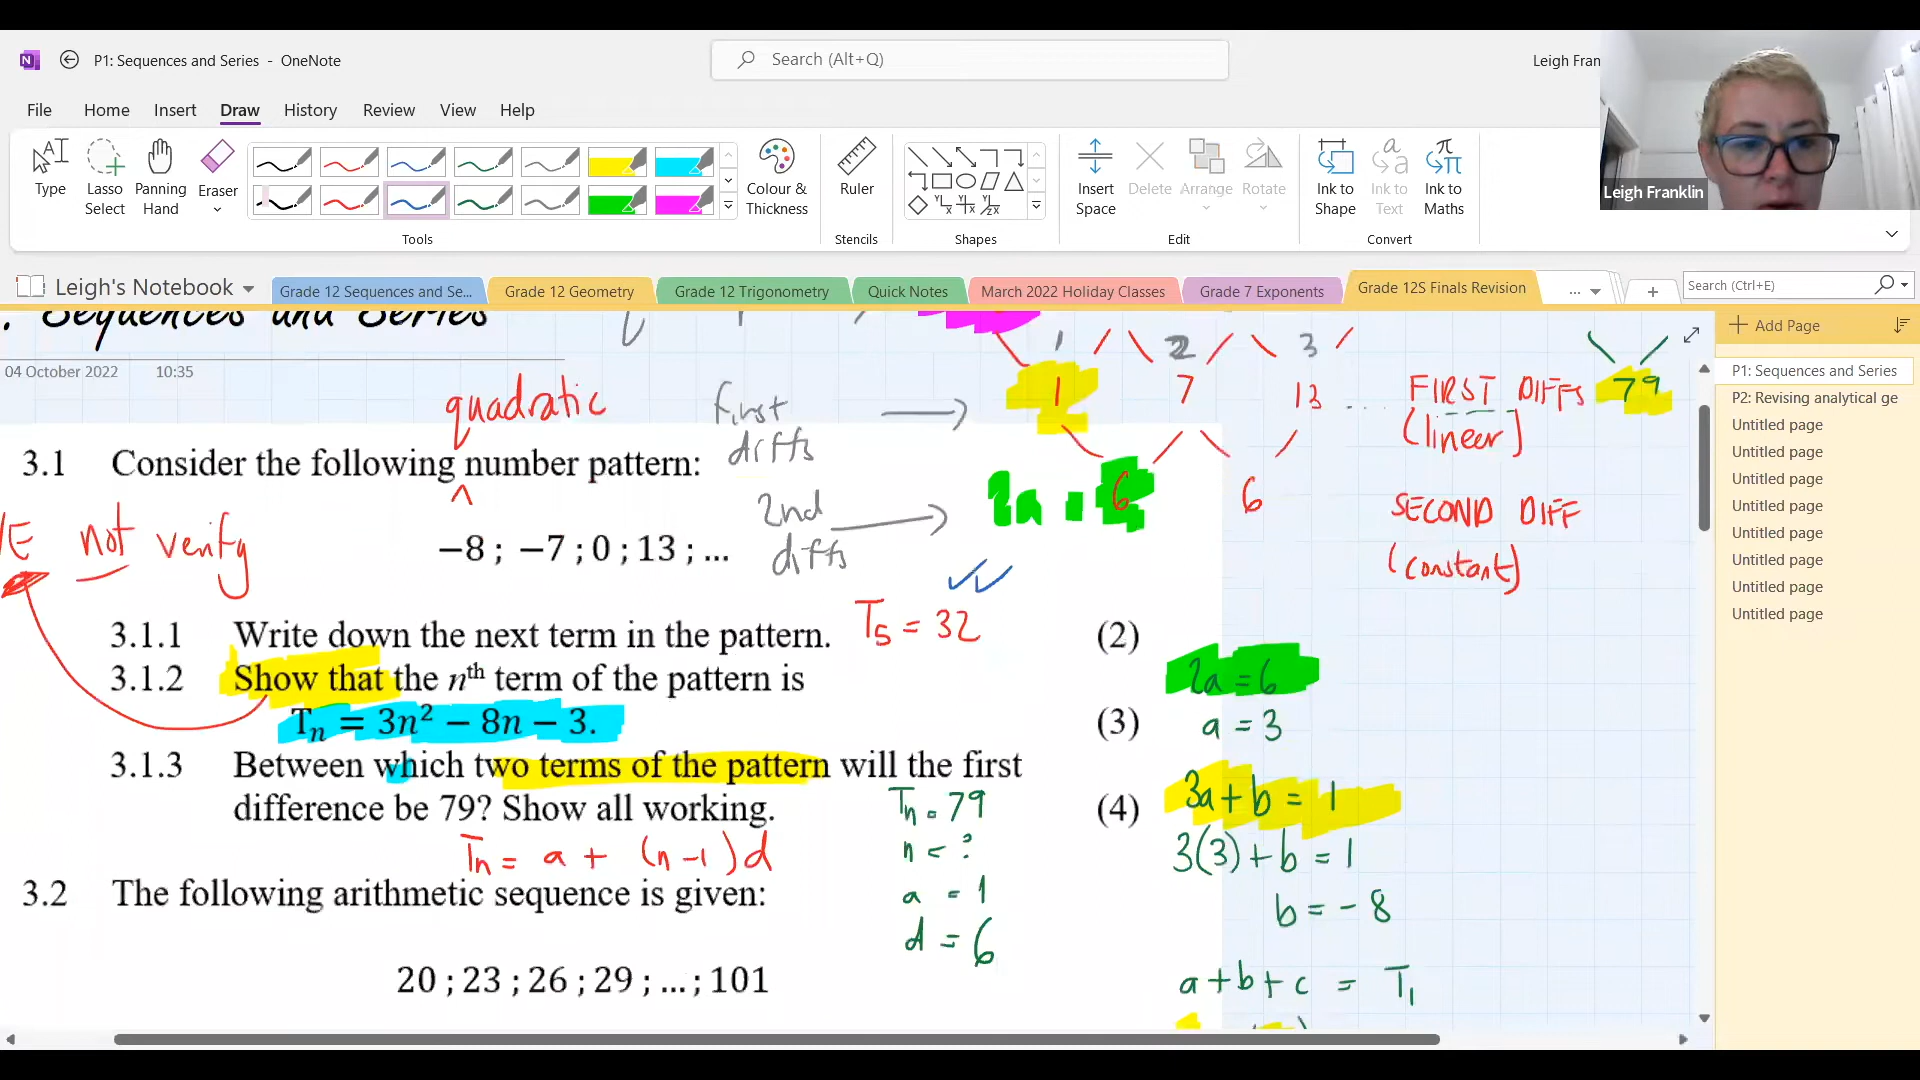 P1: Sequences and Series - OneNote
Search (Alt+Q)
Leigh Fran
File Home Insert Draw History Review View Help
Type
Lasso Select
Panning Hand
Eraser
Colour & Thickness
Ruler
Insert Space
Delete
Arrange
Rotate
Ink to Shape
Ink to Text
Ink to Maths
Leigh Franklin
Tools
Stencils
Shapes
Edit
Convert
Leigh's Notebook
Grade 12 Sequences and Se...
Grade 12 Geometry
Grade 12 Trigonometry
Quick Notes
March 2022 Holiday Classes
Grade 7 Exponents
Grade 12S Finals Revision
...
Search (Ctrl+E)
Add Page
P1: Sequences and Series
P2: Revising analytical ge
Untitled page
Untitled page
Untitled page
Untitled page
Untitled page
Untitled page
Untitled page
Untitled page
. Sequences and Series
04 October 2022 10:35
1 2 3
quadratic
first diffs
1 7 13 ....
FIRST DIFFS
(linear)
79
3.1 Consider the following number pattern:
^
2nd diffs
2a = 6 6
SECOND DIFF
(constant)
not verify
−8 ; −7 ; 0 ; 13 ; ...
3.1.1 Write down the next term in the pattern. (2)
T5 = 32
3.1.2 Show that the nth term of the pattern is
Tn = 3n² − 8n − 3. (3)
3.1.3 Between which two terms of the pattern will the first
difference be 79? Show all working. (4)
Tn = a + (n-1)d
Tn = 79
n = ?
a = 1
d = 6
3.2 The following arithmetic sequence is given:
20 ; 23 ; 26 ; 29 ; ... ; 101
2a = 6
a = 3
3a + b = 1
3(3) + b = 1
b = - 8
a + b + c = T1